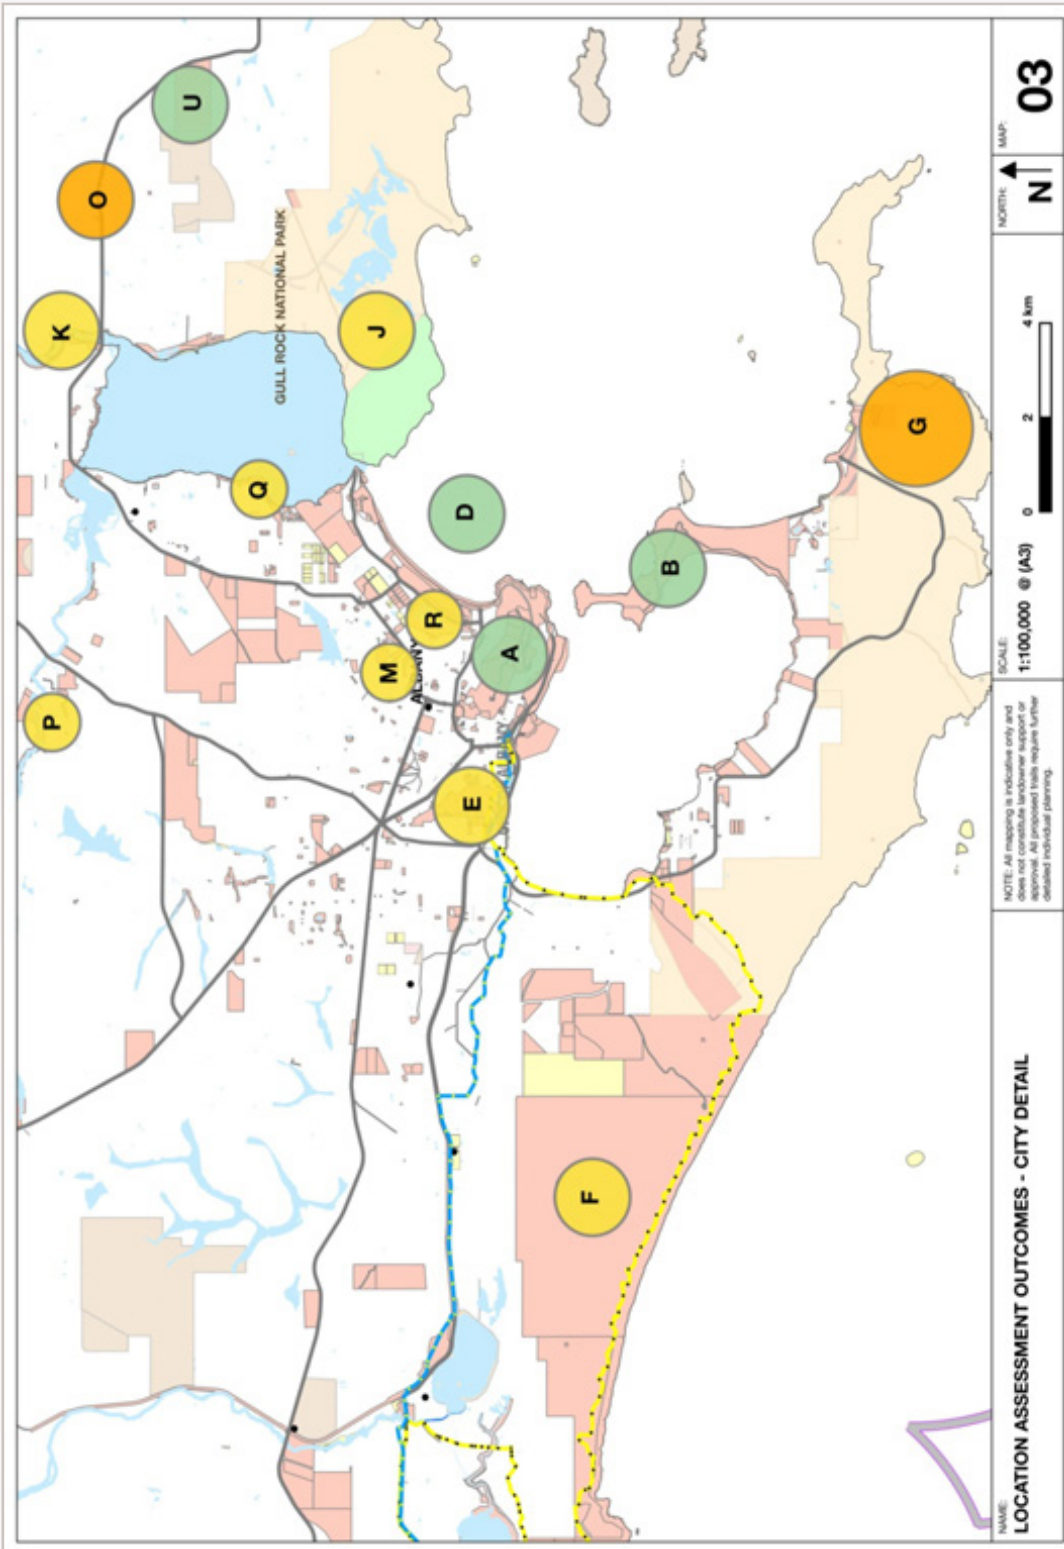 U
O
K
GULL ROCK NATIONAL PARK
J
Q
D
B
G
R
M
ALBANY
A
P
E
F
NAME:
LOCATION ASSESSMENT OUTCOMES - CITY DETAIL
NOTE: All mapping is indicative only and
does not constitute landowner support or
approval. All proposed trails require further
detailed individual planning.
SCALE:
1:100,000 @ (A3)
0 2 4 km
NORTH:
N
MAP:
03